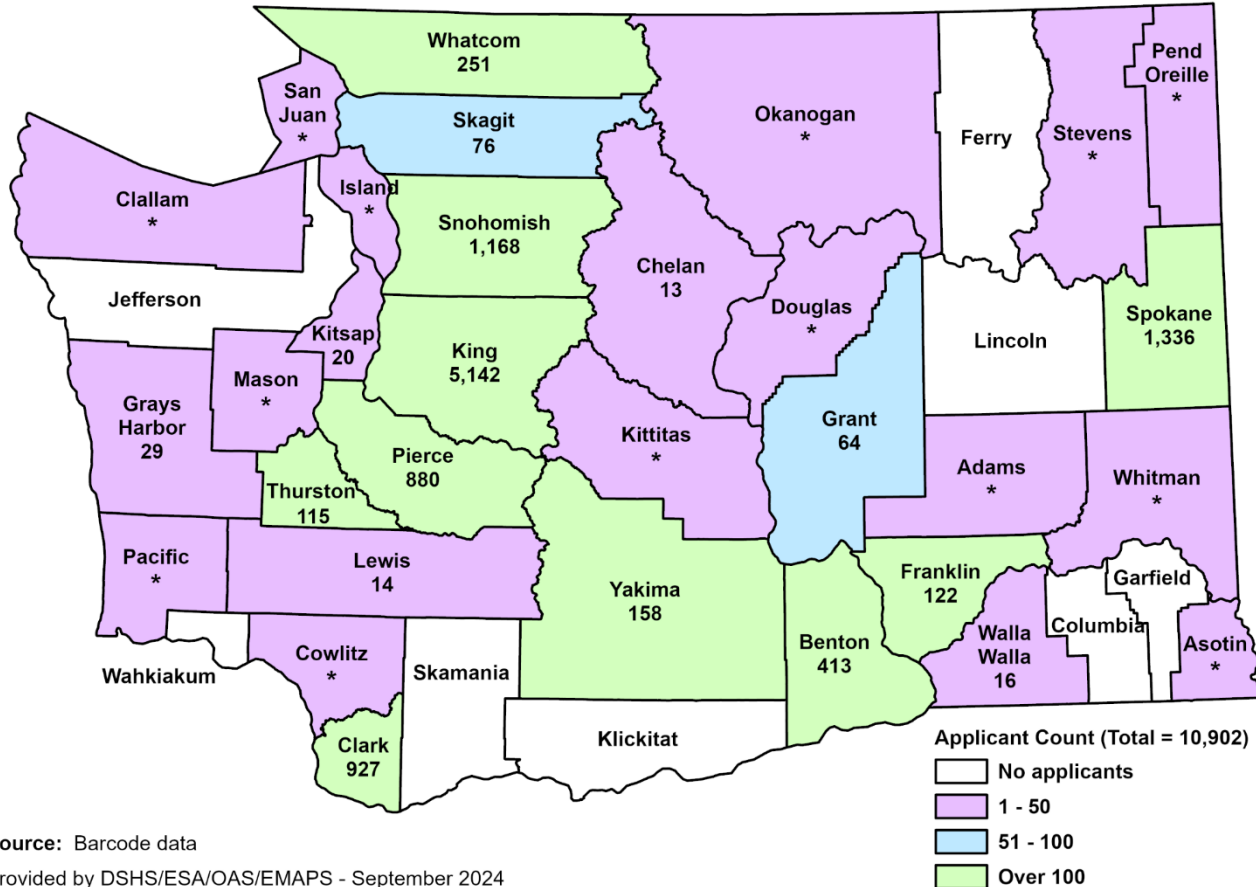 Whatcom
251
San
Juan
*
Skagit
76
Okanogan
*
Ferry
Stevens
*
Pend
Oreille
*
Clallam
*
Island
*
Snohomish
1,168
Chelan
13
Douglas
*
Jefferson
Kitsap
20
King
5,142
Lincoln
Spokane
1,336
Mason
*
Grays
Harbor
29
Kittitas
*
Grant
64
Adams
*
Whitman
*
Thurston
115
Pierce
880
Pacific
*
Lewis
14
Yakima
158
Benton
413
Franklin
122
Walla
Walla
16
Columbia
Garfield
Asotin
*
Wahkiakum
Cowlitz
*
Skamania
Clark
927
Klickitat
Applicant Count (Total = 10,902)
No applicants
1 - 50
51 - 100
Over 100
ource: Barcode data
rovided by DSHS/ESA/OAS/EMAPS - September 2024